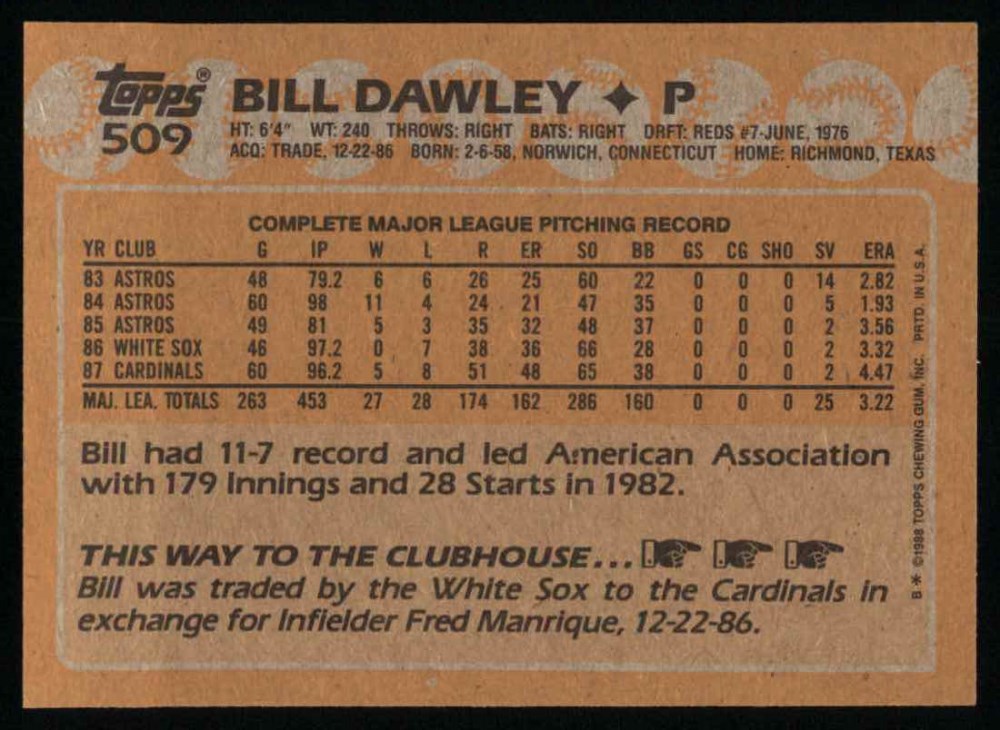 topps® BILL DAWLEY ✦ P
509 HT: 6'4" WT: 240 THROWS: RIGHT BATS: RIGHT DRFT: REDS #7-JUNE, 1976
ACQ: TRADE, 12-22-86 BORN: 2-6-58, NORWICH, CONNECTICUT HOME: RICHMOND, TEXAS
COMPLETE MAJOR LEAGUE PITCHING RECORD
YR CLUB G IP W L R ER SO BB GS CG SHO SV ERA
83 ASTROS 48 79.2 6 6 26 25 60 22 0 0 0 14 2.82
84 ASTROS 60 98 11 4 24 21 47 35 0 0 0 5 1.93
85 ASTROS 49 81 5 3 35 32 48 37 0 0 0 2 3.56
86 WHITE SOX 46 97.2 0 7 38 36 66 28 0 0 0 2 3.32
87 CARDINALS 60 96.2 5 8 51 48 65 38 0 0 0 2 4.47
MAJ. LEA. TOTALS 263 453 27 28 174 162 286 160 0 0 0 25 3.22
Bill had 11-7 record and led American Association
with 179 Innings and 28 Starts in 1982.
THIS WAY TO THE CLUBHOUSE...
Bill was traded by the White Sox to the Cardinals in
exchange for Infielder Fred Manrique, 12-22-86.
B* ©1988 TOPPS CHEWING GUM, INC. PRTD. IN U.S.A.